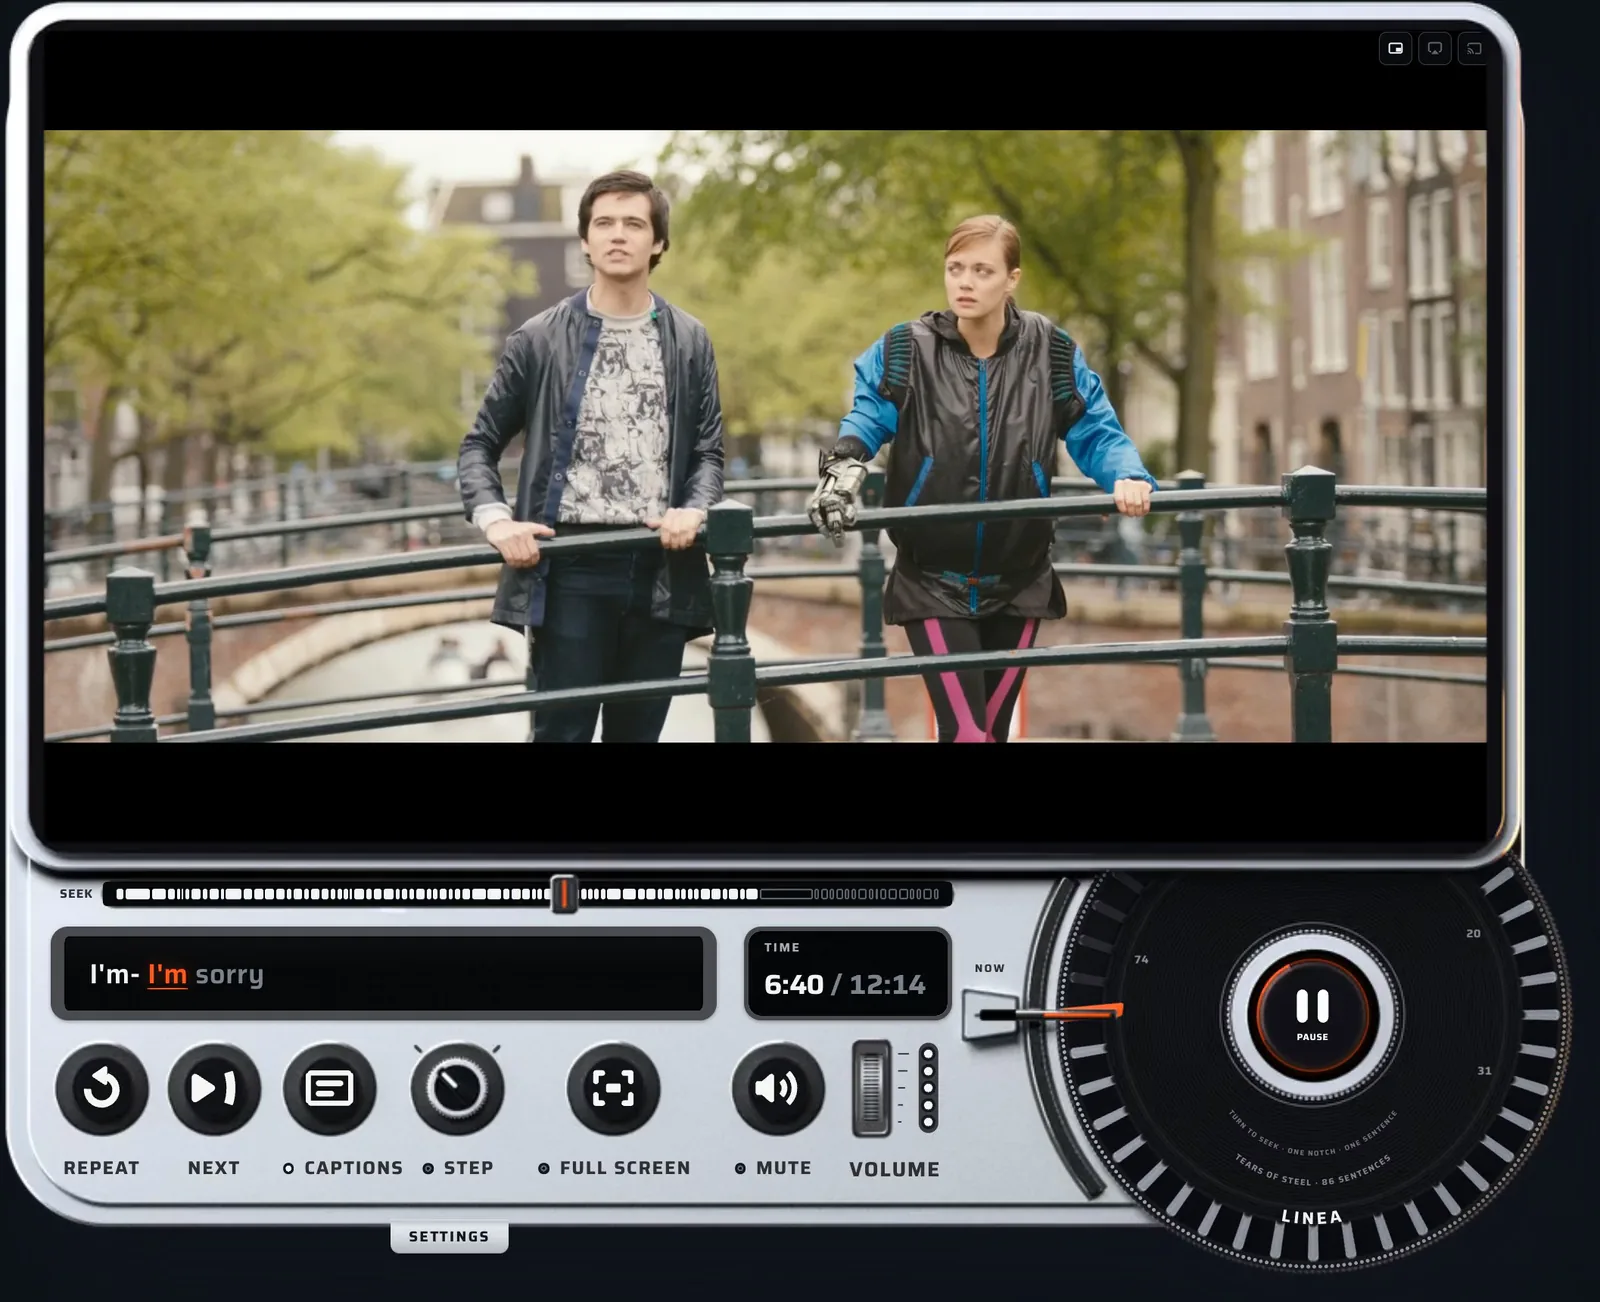 SEEK
I'm- I'm sorry
TIME
6:40 / 12:14
NOW
REPEAT
NEXT
CAPTIONS
STEP
FULL SCREEN
MUTE
VOLUME
SETTINGS
74
20
31
PAUSE
TURN TO SEEK · ONE NOTCH · ONE SENTENCE
TEARS OF STEEL · 86 SENTENCES
LINEA